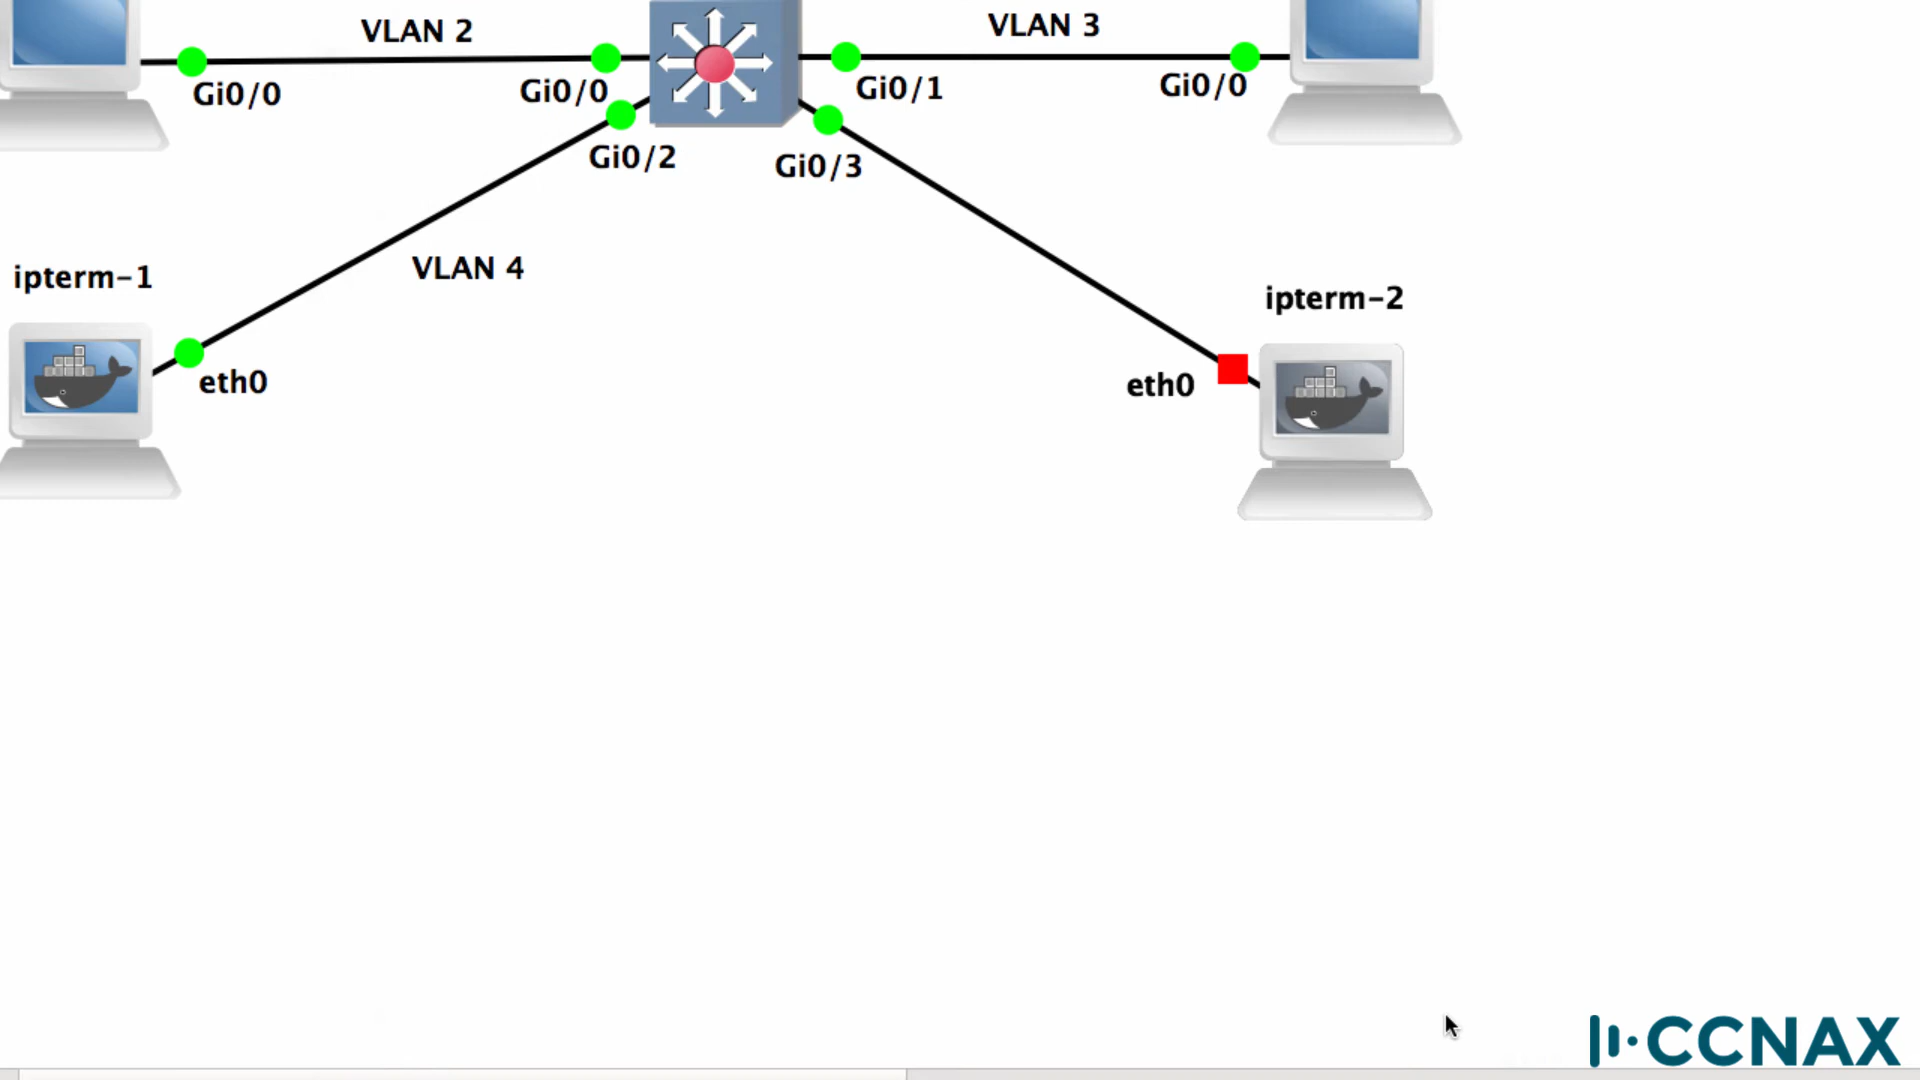 VLAN 2
VLAN 3
Gi0/0
Gi0/0
Gi0/1
Gi0/0
Gi0/2
Gi0/3
VLAN 4
ipterm-1
ipterm-2
eth0
eth0
CCNAX